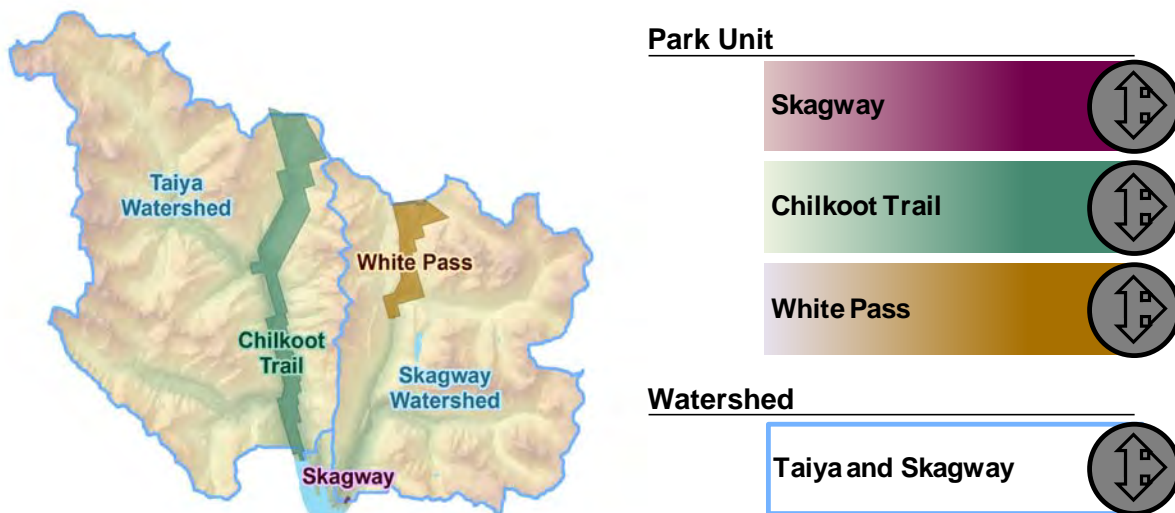 Taiya
Watershed
White Pass
Chilkoot
Trail
Skagway
Watershed
Skagway
Park Unit
Skagway
Chilkoot Trail
White Pass
Watershed
Taiya and Skagway